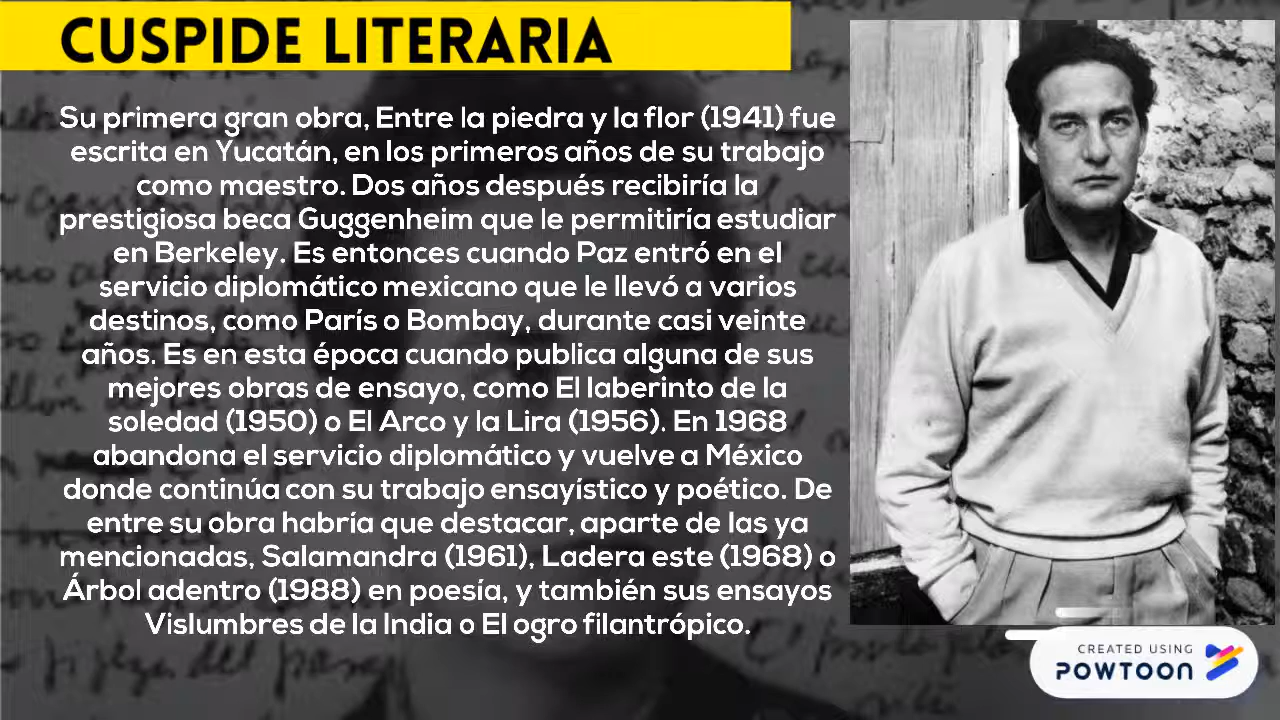 CUSPIDE LITERARIA
Su primera gran obra, Entre la piedra y la flor (1941) fue
escrita en Yucatán, en los primeros años de su trabajo
como maestro. Dos años después recibiría la
prestigiosa beca Guggenheim que le permitiría estudiar
en Berkeley. Es entonces cuando Paz entró en el
servicio diplomático mexicano que le llevó a varios
destinos, como París o Bombay, durante casi veinte
años. Es en esta época cuando publica alguna de sus
mejores obras de ensayo, como El laberinto de la
soledad (1950) o El Arco y la Lira (1956). En 1968
abandona el servicio diplomático y vuelve a México
donde continúa con su trabajo ensayístico y poético. De
entre su obra habría que destacar, aparte de las ya
mencionadas, Salamandra (1961), Ladera este (1968) o
Árbol adentro (1988) en poesía, y también sus ensayos
Vislumbres de la India o El ogro filantrópico.
CREATED USING
POWTOON